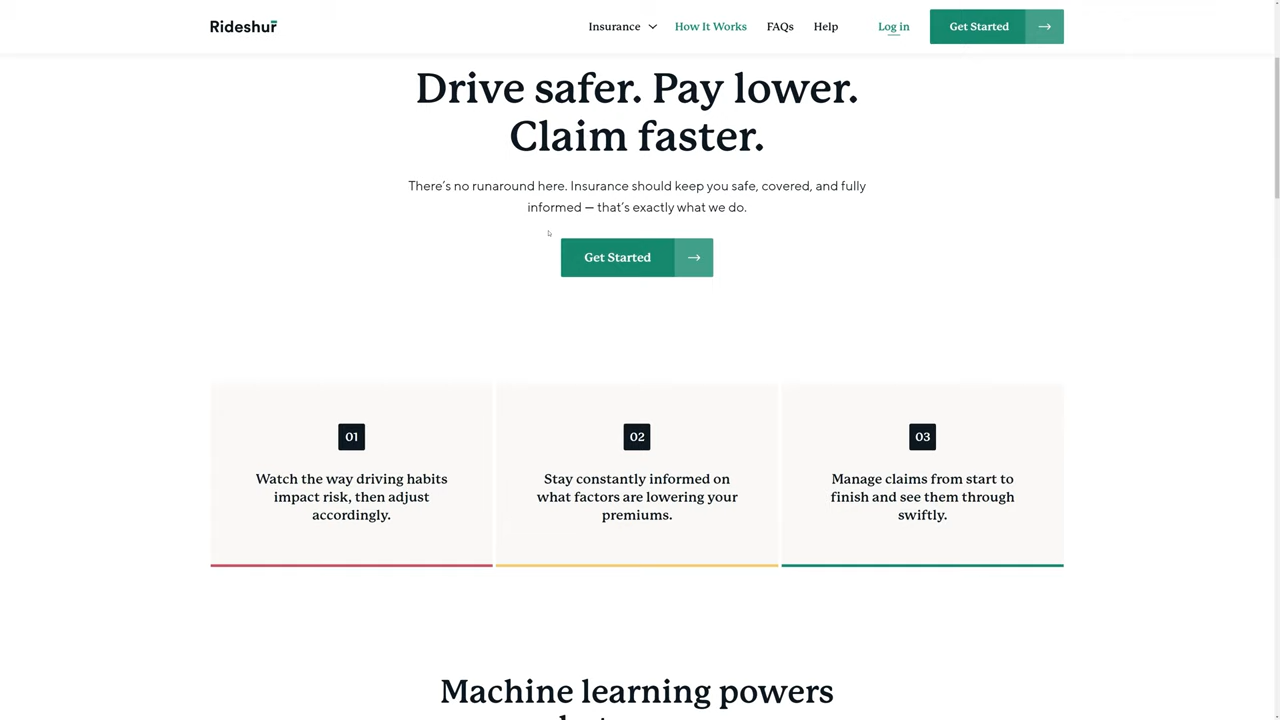 Rideshur
Insurance
How It Works
FAQs
Help
Log in
Get Started
Drive safer. Pay lower.
Claim faster.
There's no runaround here. Insurance should keep you safe, covered, and fully
informed — that's exactly what we do.
Get Started
01
Watch the way driving habits
impact risk, then adjust
accordingly.
02
Stay constantly informed on
what factors are lowering your
premiums.
03
Manage claims from start to
finish and see them through
swiftly.
Machine learning powers